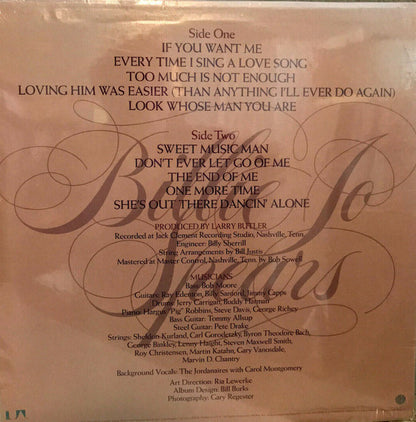 Side One
IF YOU WANT ME
EVERY TIME I SING A LOVE SONG
TOO MUCH IS NOT ENOUGH
LOVING HIM WAS EASIER (THAN ANYTHING I'LL EVER DO AGAIN)
LOOK WHOSE MAN YOU ARE
Side Two
SWEET MUSIC MAN
DON'T EVER LET GO OF ME
THE END OF ME
ONE MORE TIME
SHE'S OUT THERE DANCIN' ALONE
Billie Jo
Spears
PRODUCED BY LARRY BUTLER
Recorded at Jack Clement Recording Studio, Nashville, Tenn.
Engineer: Billy Sherrill
String Arrangements by Bill Justis
Mastered at Master Control, Nashville, Tenn. by Bob Sowell
MUSICIANS
Bass: Bob Moore
Guitars: Ray Edenton, Billy Sanford, Jimmy Capps
Drums: Jerry Carrigan, Buddy Harman
Piano: Hargus "Pig" Robbins, Steve Davis, George Richey
Bass Guitar: Tommy Allsup
Steel Guitar: Pete Drake
Strings: Sheldon Kurland, Carl Gorodetzky, Byron Theodore Bach,
George Binkley, Lenny Haight, Steven Maxwell Smith,
Roy Christensen, Martin Katahn, Gary Vanosdale,
Marvin D. Chantry
Background Vocals: The Jordanaires with Carol Montgomery
Art Direction: Ria Lewerke
Album Design: Bill Burks
Photography: Gary Regester
UA